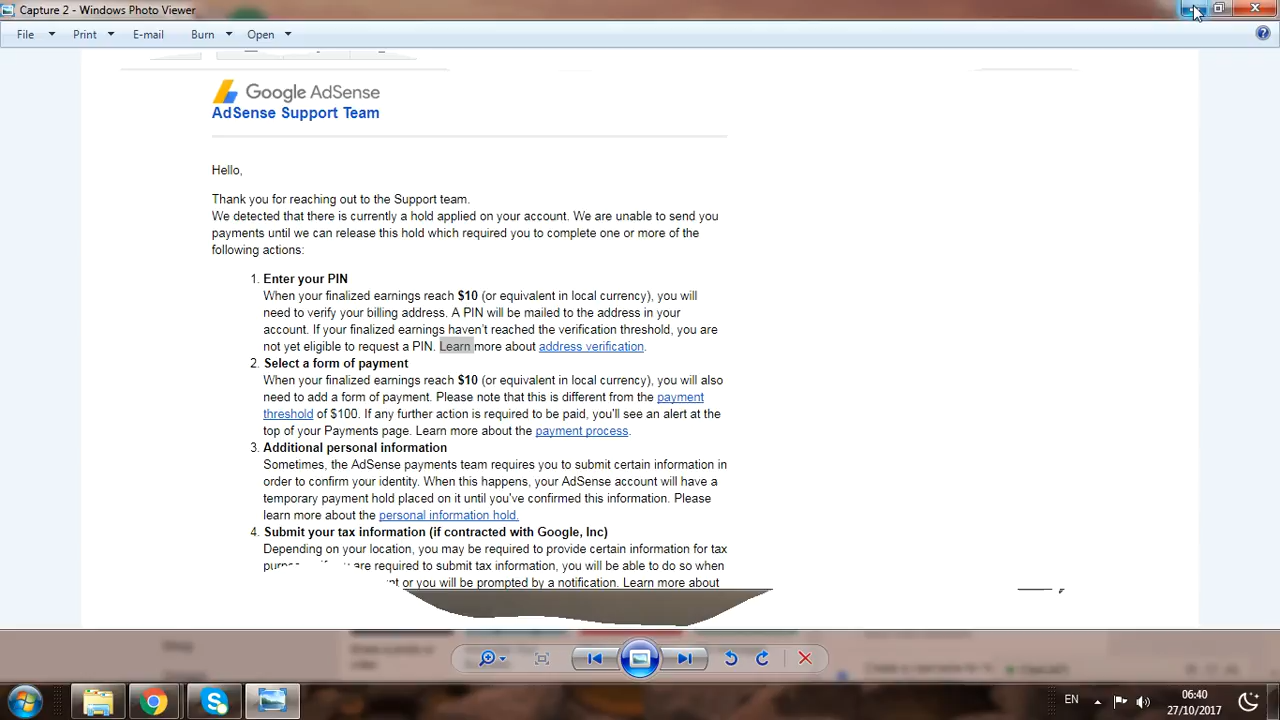 Capture 2 - Windows Photo Viewer
File Print E-mail Burn Open
Google AdSense
AdSense Support Team
Hello,
Thank you for reaching out to the Support team.
We detected that there is currently a hold applied on your account. We are unable to send you
payments until we can release this hold which required you to complete one or more of the
following actions:
1. Enter your PIN
When your finalized earnings reach $10 (or equivalent in local currency), you will
need to verify your billing address. A PIN will be mailed to the address in your
account. If your finalized earnings haven't reached the verification threshold, you are
not yet eligible to request a PIN. Learn more about address verification.
2. Select a form of payment
When your finalized earnings reach $10 (or equivalent in local currency), you will also
need to add a form of payment. Please note that this is different from the payment
threshold of $100. If any further action is required to be paid, you'll see an alert at the
top of your Payments page. Learn more about the payment process.
3. Additional personal information
Sometimes, the AdSense payments team requires you to submit certain information in
order to confirm your identity. When this happens, your AdSense account will have a
temporary payment hold placed on it until you've confirmed this information. Please
learn more about the personal information hold.
4. Submit your tax information (if contracted with Google, Inc)
Depending on your location, you may be required to provide certain information for tax
are required to submit tax information, you will be able to do so when
or you will be prompted by a notification. Learn more about
EN
06:40
27/10/2017